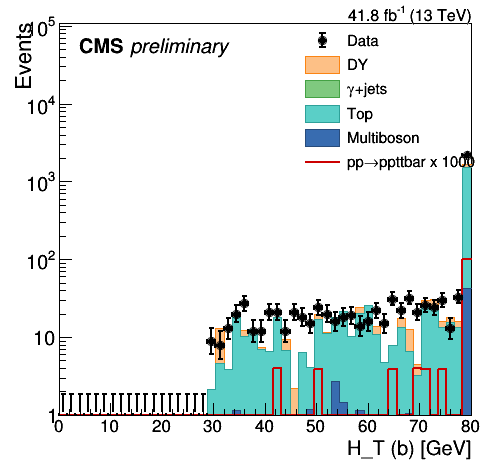 41.8 fb⁻¹ (13 TeV)
CMS preliminary
Events
Data
DY
γ+jets
Top
Multiboson
pp→ppttbar x 1000
10⁵
10⁴
10³
10²
10
1
0 10 20 30 40 50 60 70 80
H_T (b) [GeV]